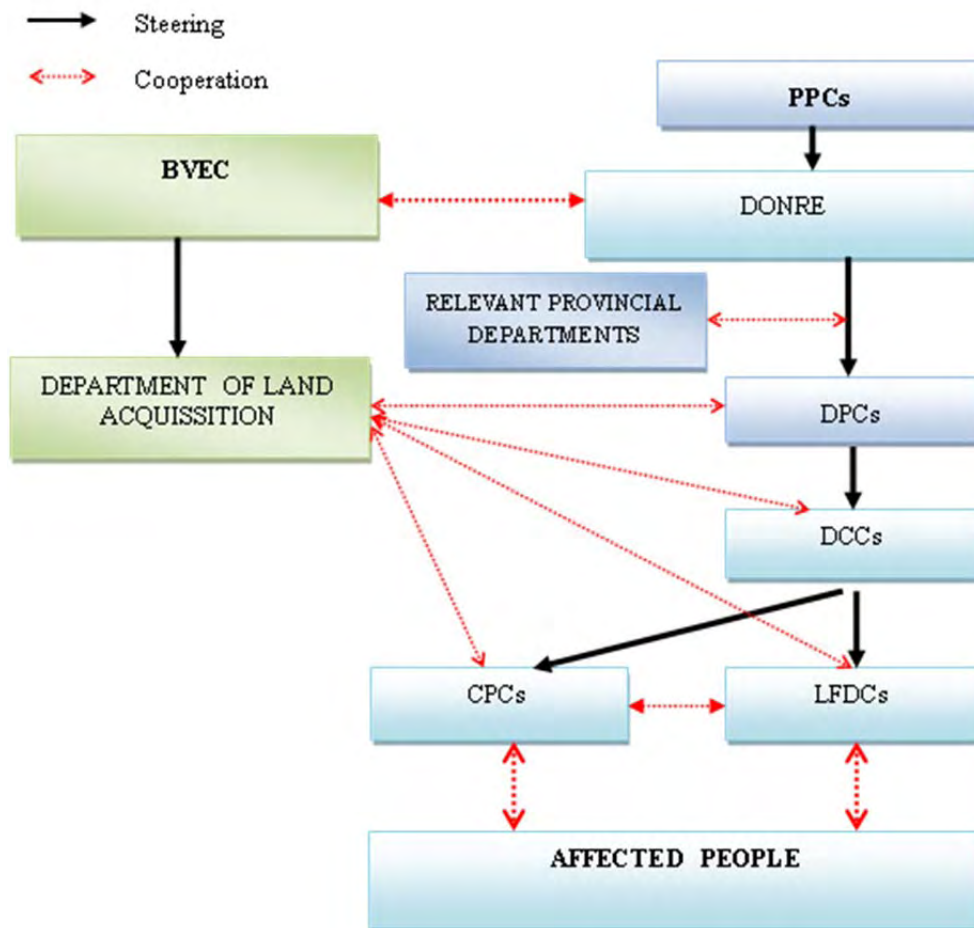 Steering
Cooperation
PPCs
BVEC
DONRE
RELEVANT PROVINCIAL
DEPARTMENTS
DEPARTMENT OF LAND
ACQUISSITION
DPCs
DCCs
CPCs
LFDCs
AFFECTED PEOPLE